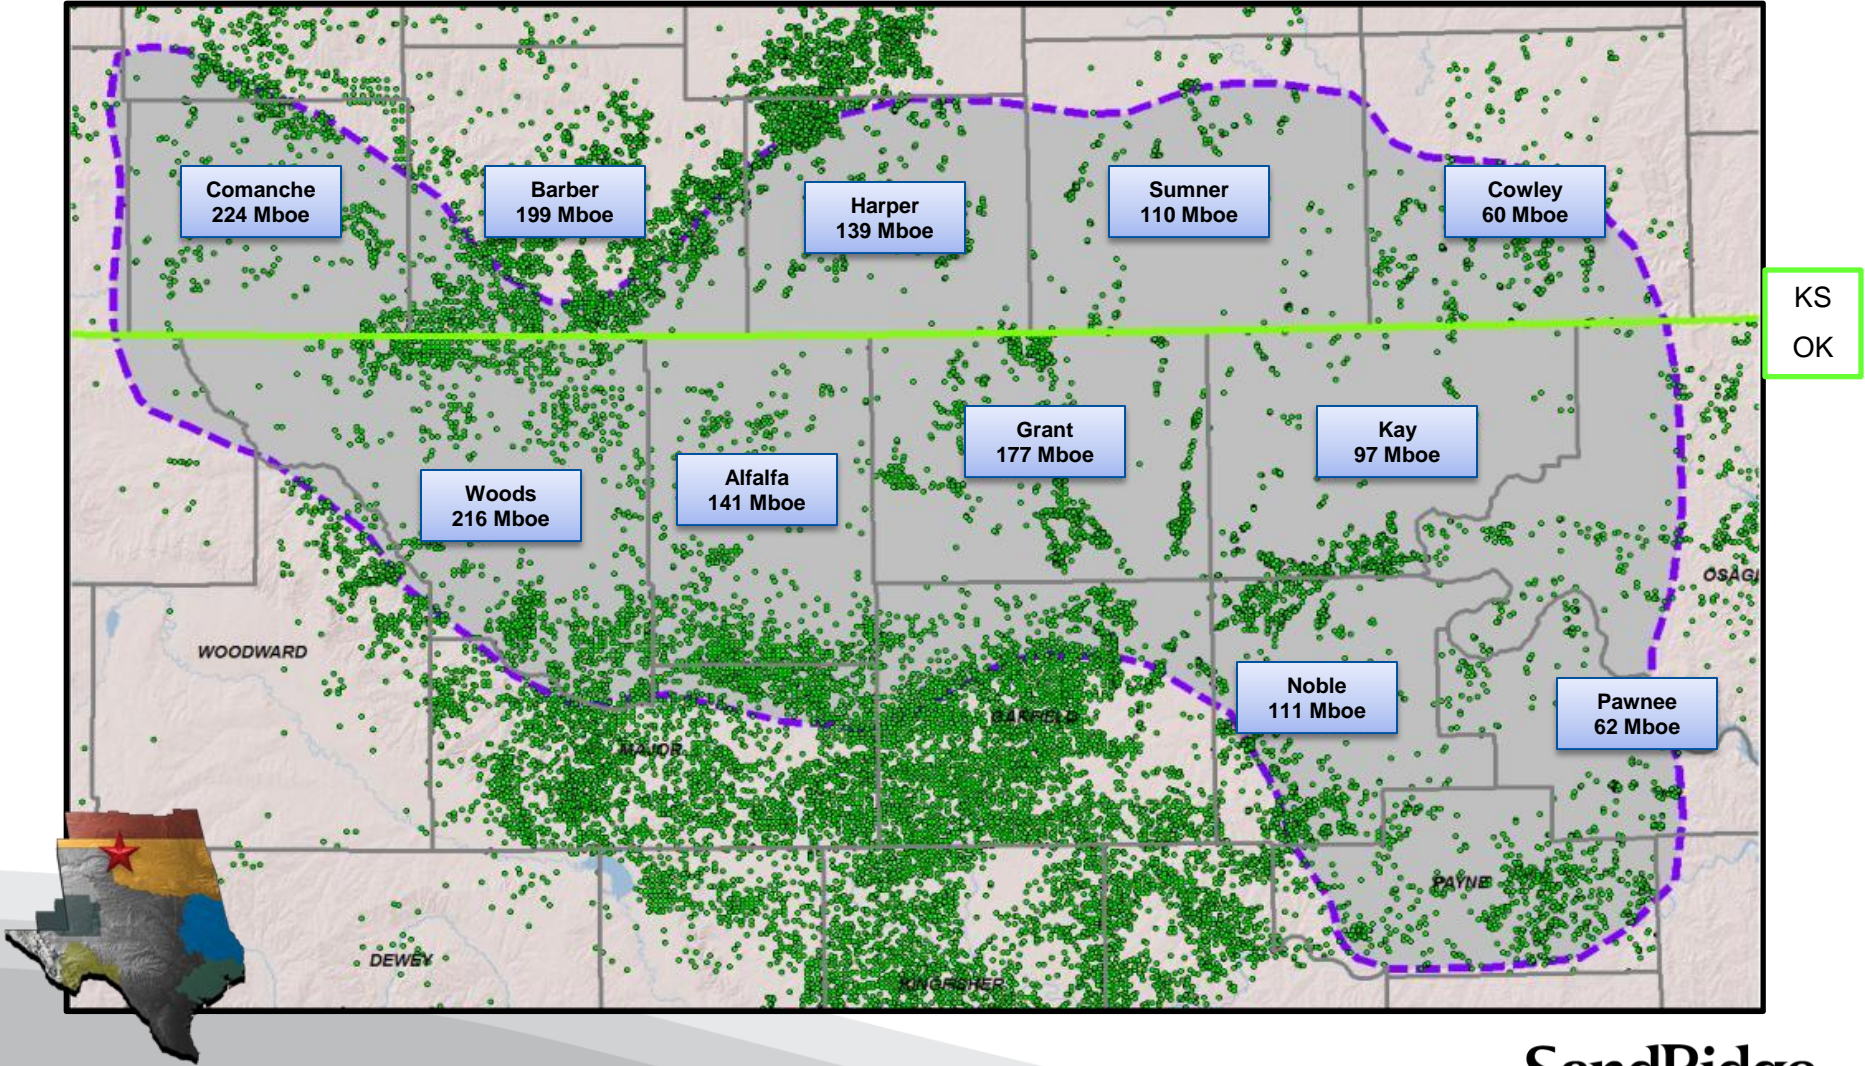 Comanche
224 Mboe
Barber
199 Mboe
Harper
139 Mboe
Sumner
110 Mboe
Cowley
60 Mboe
KS
OK
Woods
216 Mboe
Alfalfa
141 Mboe
Grant
177 Mboe
Kay
97 Mboe
OSAG
WOODWARD
Noble
111 Mboe
Pawnee
62 Mboe
GARFIELD
MAJOR
PAYNE
DEWEY
KINGFISHER
SandRidge